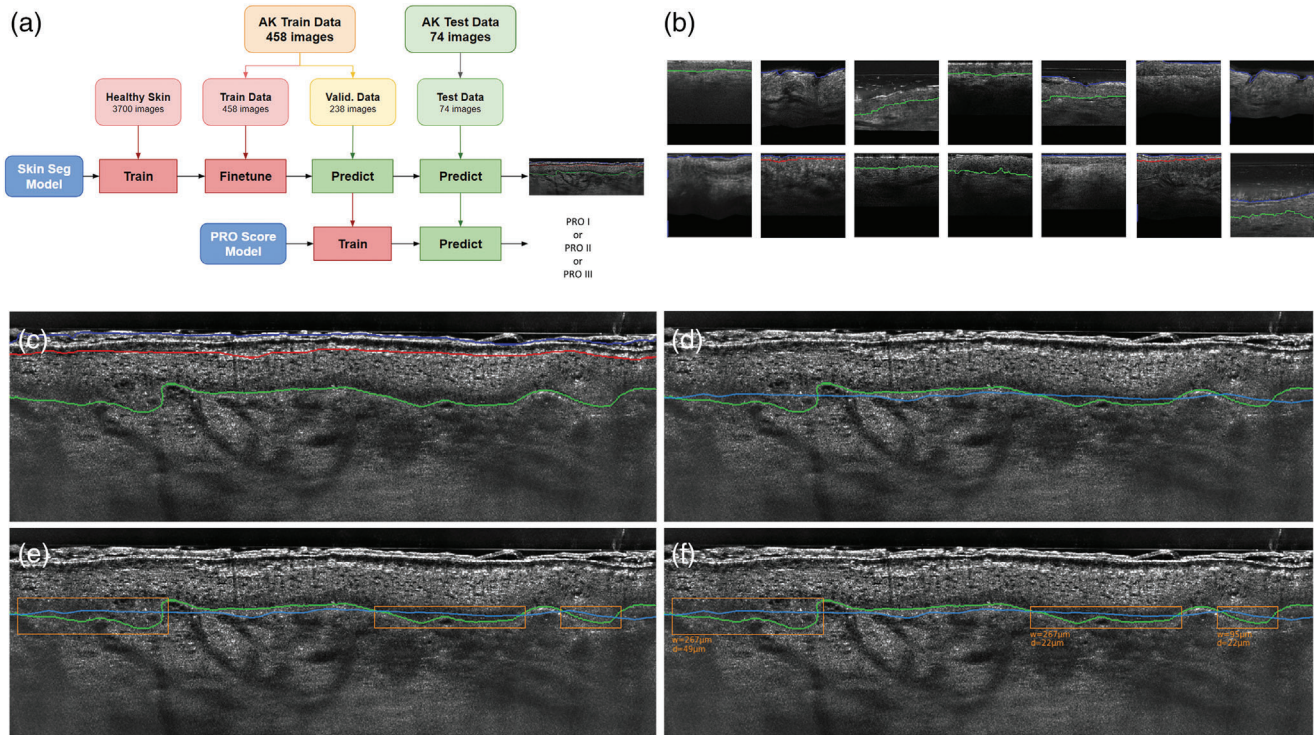 (a)
AK Train Data
458 images
AK Test Data
74 images
Healthy Skin
3700 images
Train Data
458 images
Valid. Data
238 images
Test Data
74 images
Skin Seg
Model
Train
Finetune
Predict
Predict
PRO Score
Model
Train
Predict
PRO I
or
PRO II
or
PRO III
(b)
(c)
(d)
(e)
(f)
w=262µm
d=49µm
w=267µm
d=22µm
w=95µm
d=22µm